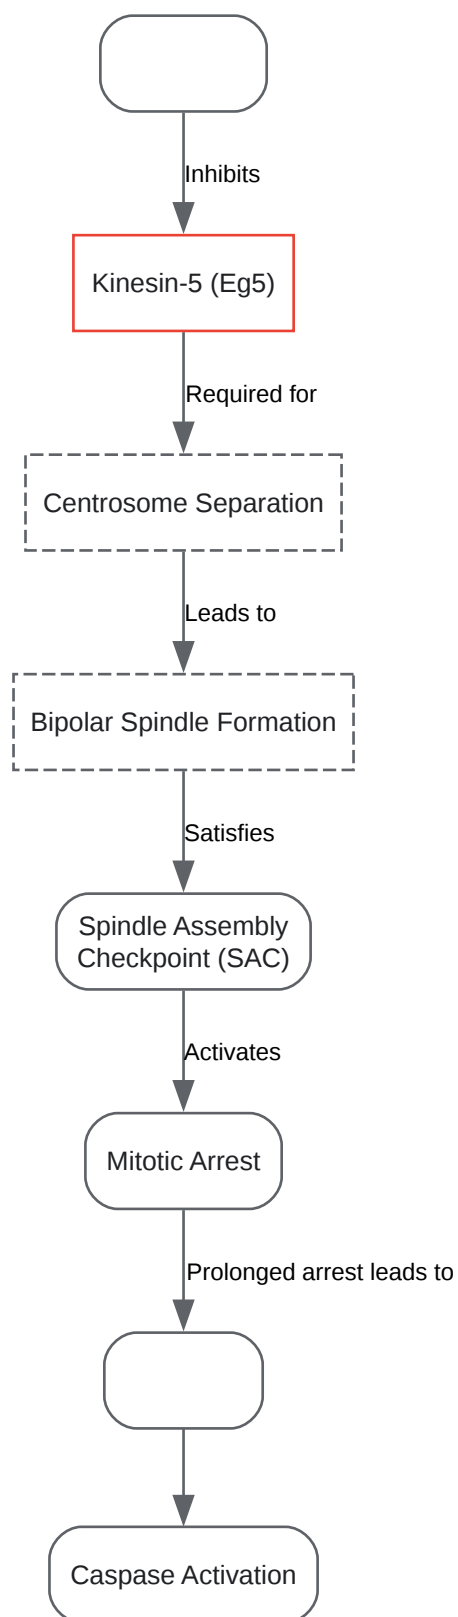 Inhibits
Kinesin-5 (Eg5)
Required for
Centrosome Separation
Leads to
Bipolar Spindle Formation
Satisfies
Spindle Assembly
Checkpoint (SAC)
Activates
Mitotic Arrest
Prolonged arrest leads to
Caspase Activation